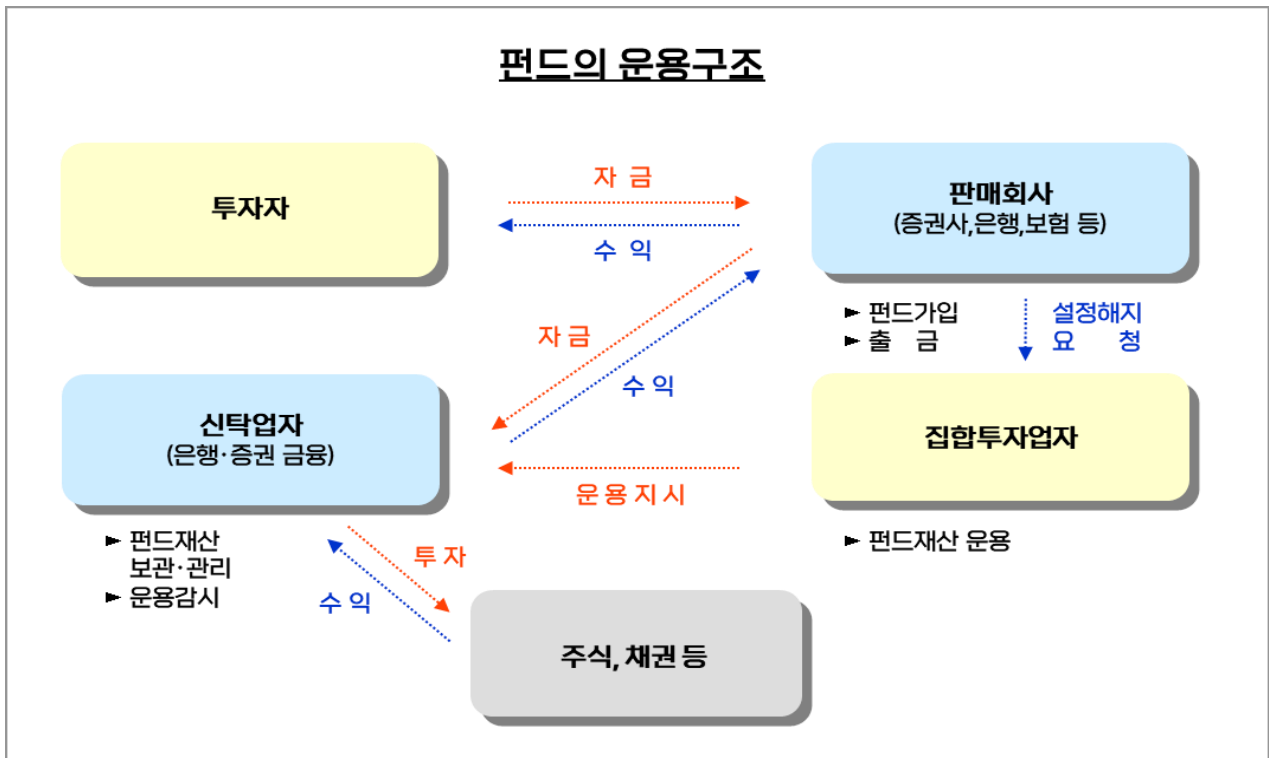 펀드의 운용구조
투자자
자 금
수 익
판매회사
(증권사,은행,보험 등)
► 펀드가입
► 출 금
설정해지
요 청
자 금
수 익
신탁업자
(은행·증권 금융)
집합투자업자
운 용 지 시
► 펀드재산
보관·관리
► 운용감시
► 펀드재산 운용
투 자
수 익
주식, 채권 등